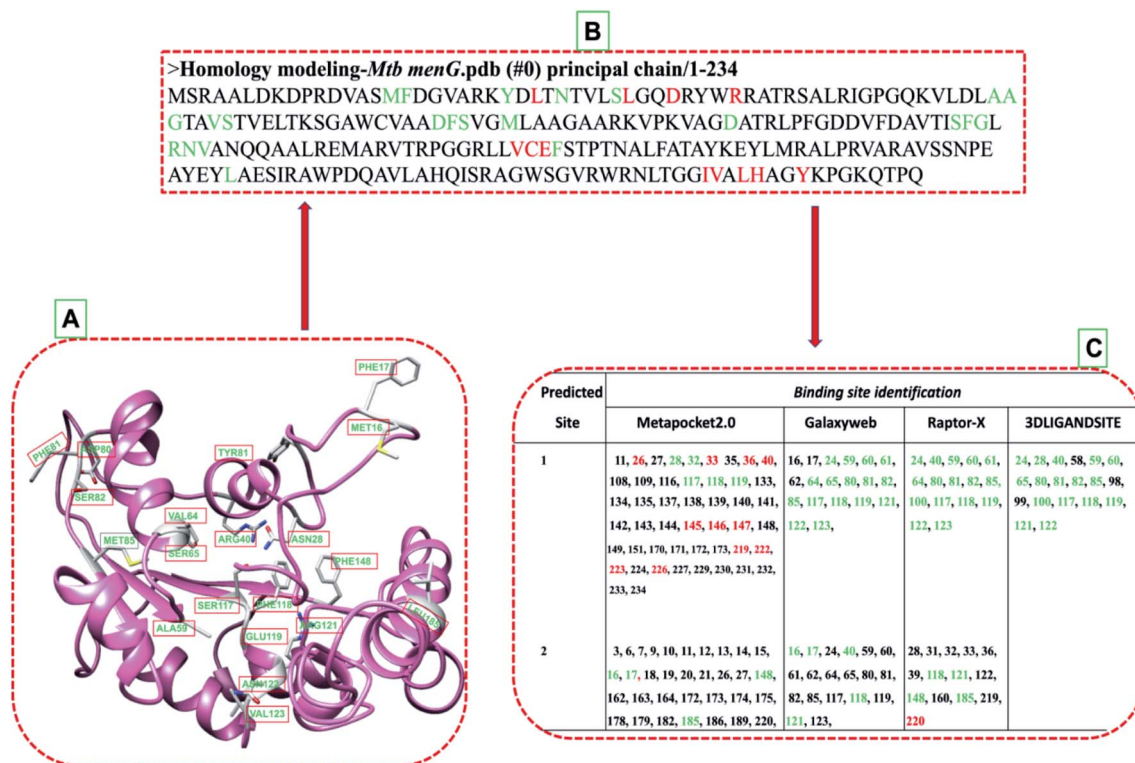 B
>Homology modeling-Mtb menG.pdb (#0) principal chain/1-234
MSRAALDKDPRDVASMFDGVARKYDLTNTVLSLGQDRYWRRATRSALRIGPGQKVLDLAA
GTAVSTVELTKSGAWCVAADFSVGMLAAGAARKVPKVAGDATRLPFGDDVFDAVTISFGL
RNVANQQAALREMARVTRPGGRLLVCEFSTPTNALFATAYKEYLMRALPRVARAVSSNPE
AYEYLAESIRAWPDQAVLAHQISRAGWSGVRWRNLTGGIVALHAGYKPGKQTPQ
A
PHE17
MET16
TYR81
PHE81
ASP80
SER82
VAL64
MET85
SER65
ARG40
ASN28
PHE148
SER117
PHE118
LEU185
ALA59
GLU119
ARG121
ASN122
VAL123
C
Predicted Site
Binding site identification
Metapocket2.0 Galaxyweb Raptor-X 3DLIGANDSITE
1
11, 26, 27, 28, 32, 33 35, 36, 40,
108, 109, 116, 117, 118, 119, 133,
134, 135, 137, 138, 139, 140, 141,
142, 143, 144, 145, 146, 147, 148,
149, 151, 170, 171, 172, 173, 219, 222,
223, 224, 226, 227, 229, 230, 231, 232,
233, 234
16, 17, 24, 59, 60, 61,
62, 64, 65, 80, 81, 82,
85, 117, 118, 119, 121,
122, 123,
24, 40, 59, 60, 61,
64, 80, 81, 82, 85,
100, 117, 118, 119,
122, 123
24, 28, 40, 58, 59, 60,
65, 80, 81, 82, 85, 98,
99, 100, 117, 118, 119,
121, 122
2
3, 6, 7, 9, 10, 11, 12, 13, 14, 15,
16, 17, 18, 19, 20, 21, 26, 27, 148,
162, 163, 164, 172, 173, 174, 175,
178, 179, 182, 185, 186, 189, 220,
16, 17, 24, 40, 59, 60,
61, 62, 64, 65, 80, 81,
82, 85, 117, 118, 119,
121, 123,
28, 31, 32, 33, 36,
39, 118, 121, 122,
148, 160, 185, 219,
220